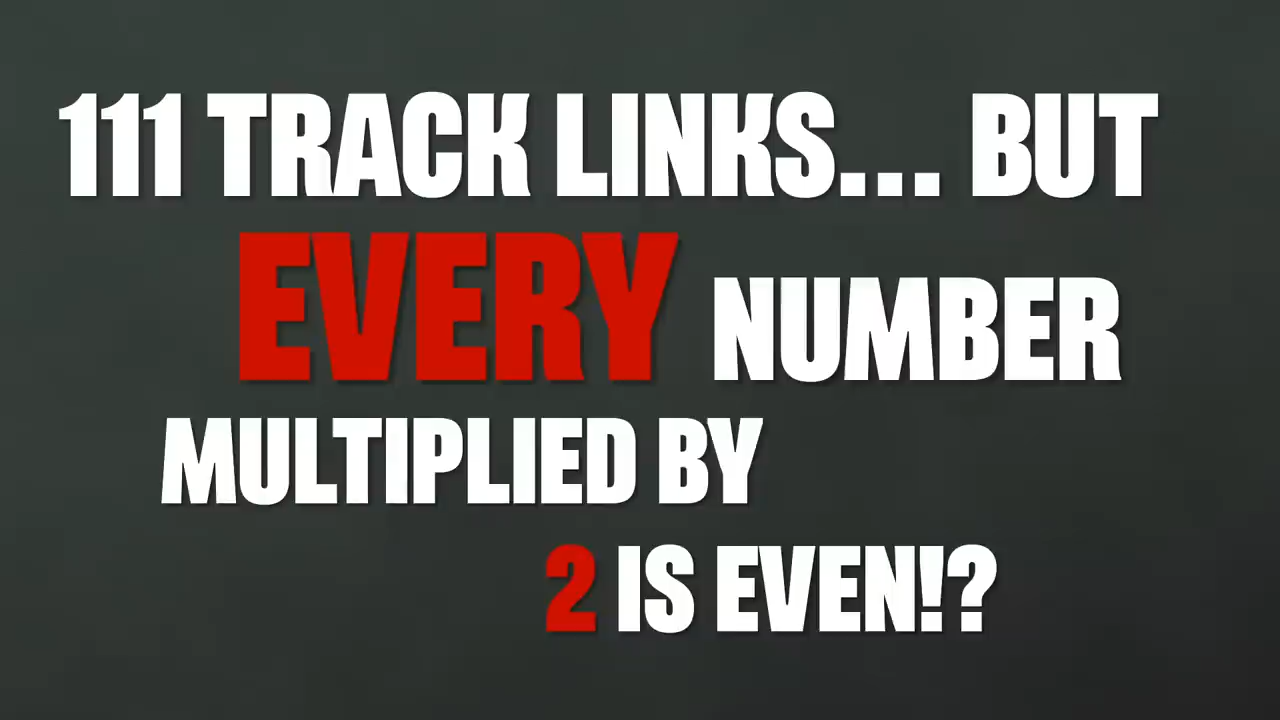 111 TRACK LINKS... BUT
EVERY NUMBER
MULTIPLIED BY
2 IS EVEN!?